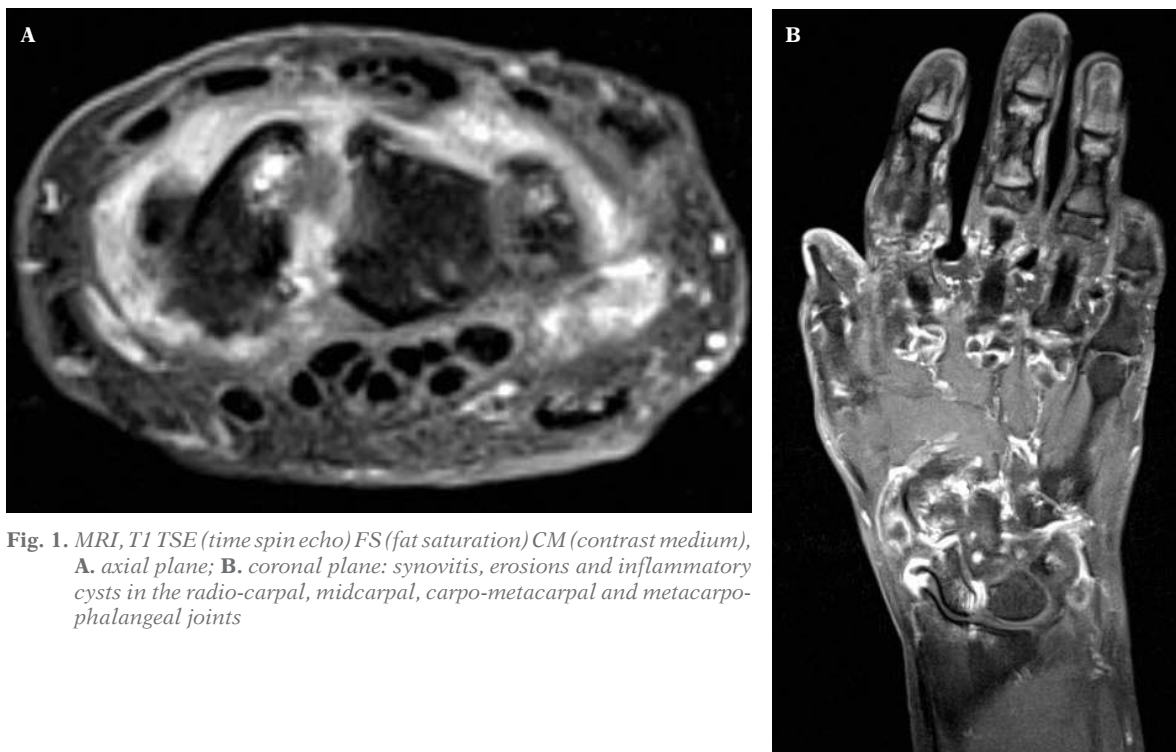 A
B
Fig. 1. MRI, T1 TSE (time spin echo) FS (fat saturation) CM (contrast medium),
A. axial plane; B. coronal plane: synovitis, erosions and inflammatory
cysts in the radio-carpal, midcarpal, carpo-metacarpal and metacarpo-
phalangeal joints